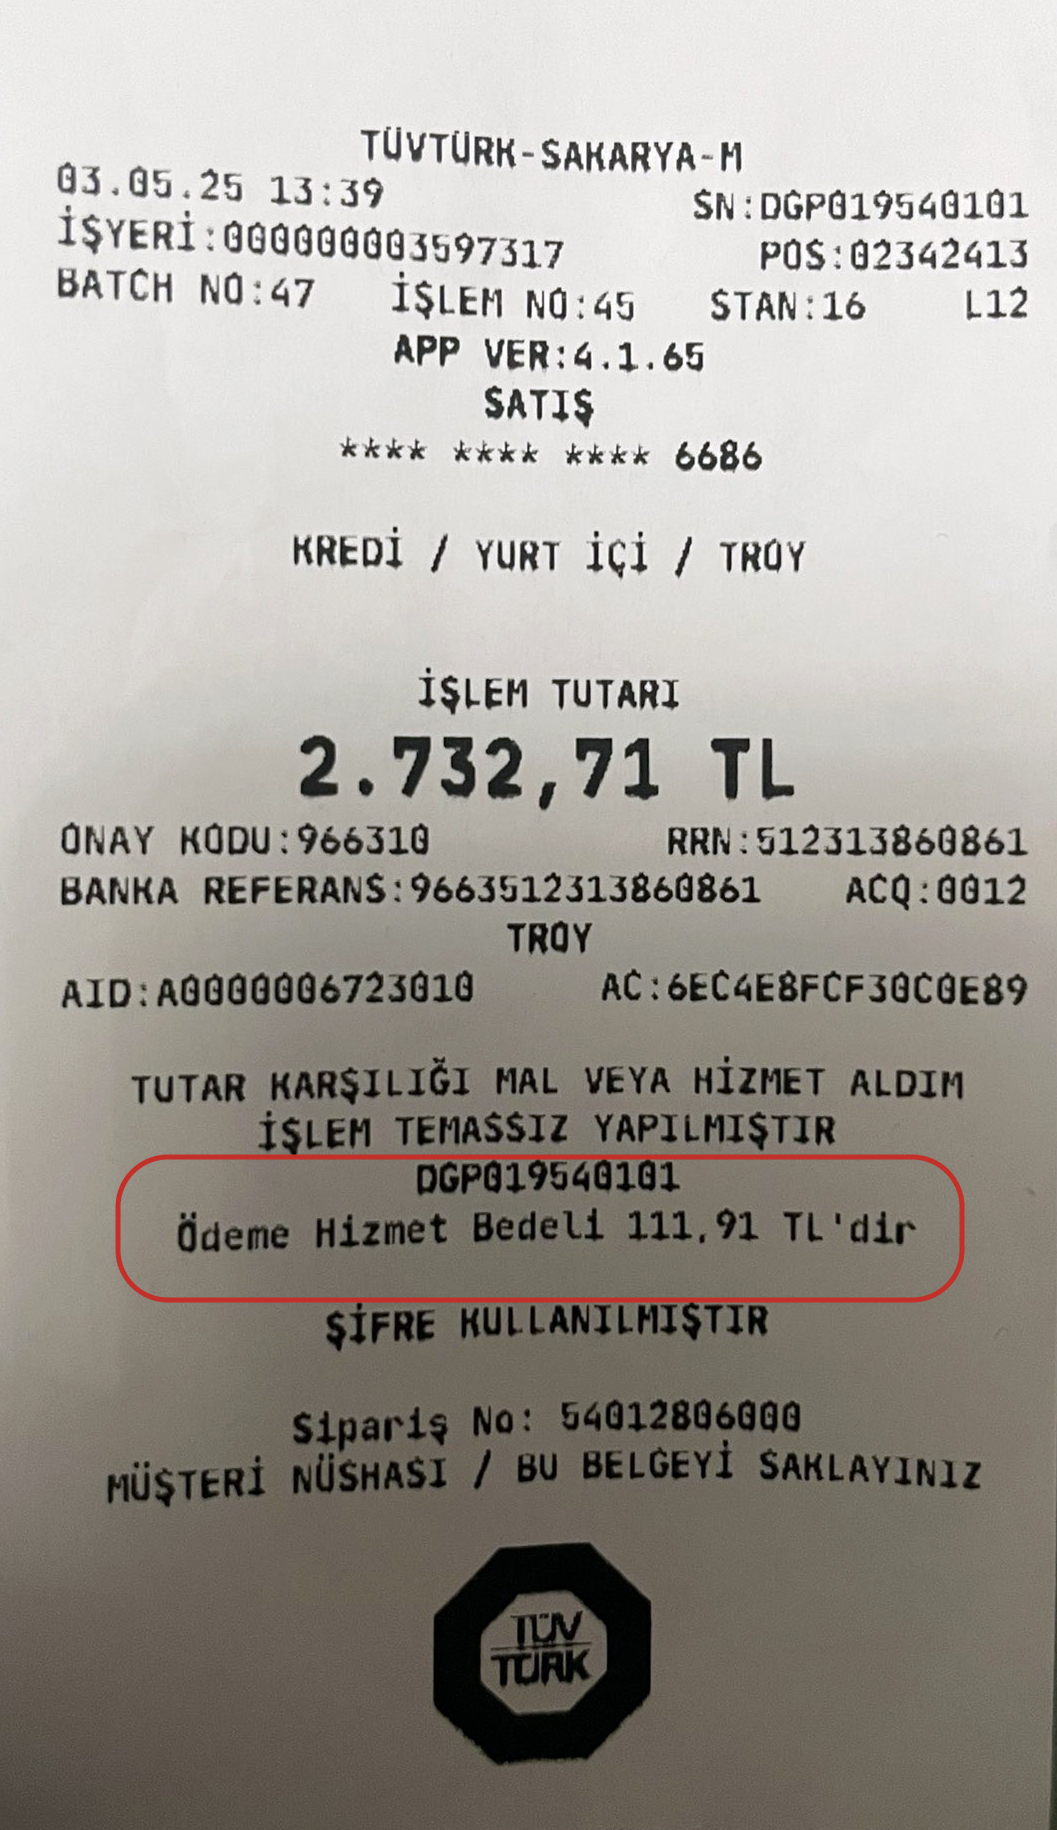 TÜVTÜRK-SAKARYA-M
03.05.25 13:39 SN:DGP019540101
İŞYERİ:000000003597317 POS:02342413
BATCH NO:47 İŞLEM NO:45 STAN:16 L12
APP VER:4.1.65
SATIŞ
**** **** **** 6686
KREDİ / YURT İÇİ / TROY
İŞLEM TUTARI
2.732,71 TL
ONAY KODU:966310 RRN:512313860861
BANKA REFERANS:9663512313860861 ACQ:0012
TROY
AID:A0000006723010 AC:6EC4E8FCF30C0E89
TUTAR KARŞILIĞI MAL VEYA HİZMET ALDIM
İŞLEM TEMASSIZ YAPILMIŞTIR
DGP019540101
Ödeme Hizmet Bedeli 111,91 TL'dir
ŞİFRE KULLANILMIŞTIR
Sipariş No: 54012806000
MÜŞTERİ NÜSHASI / BU BELGEYİ SAKLAYINIZ
TÜV
TÜRK